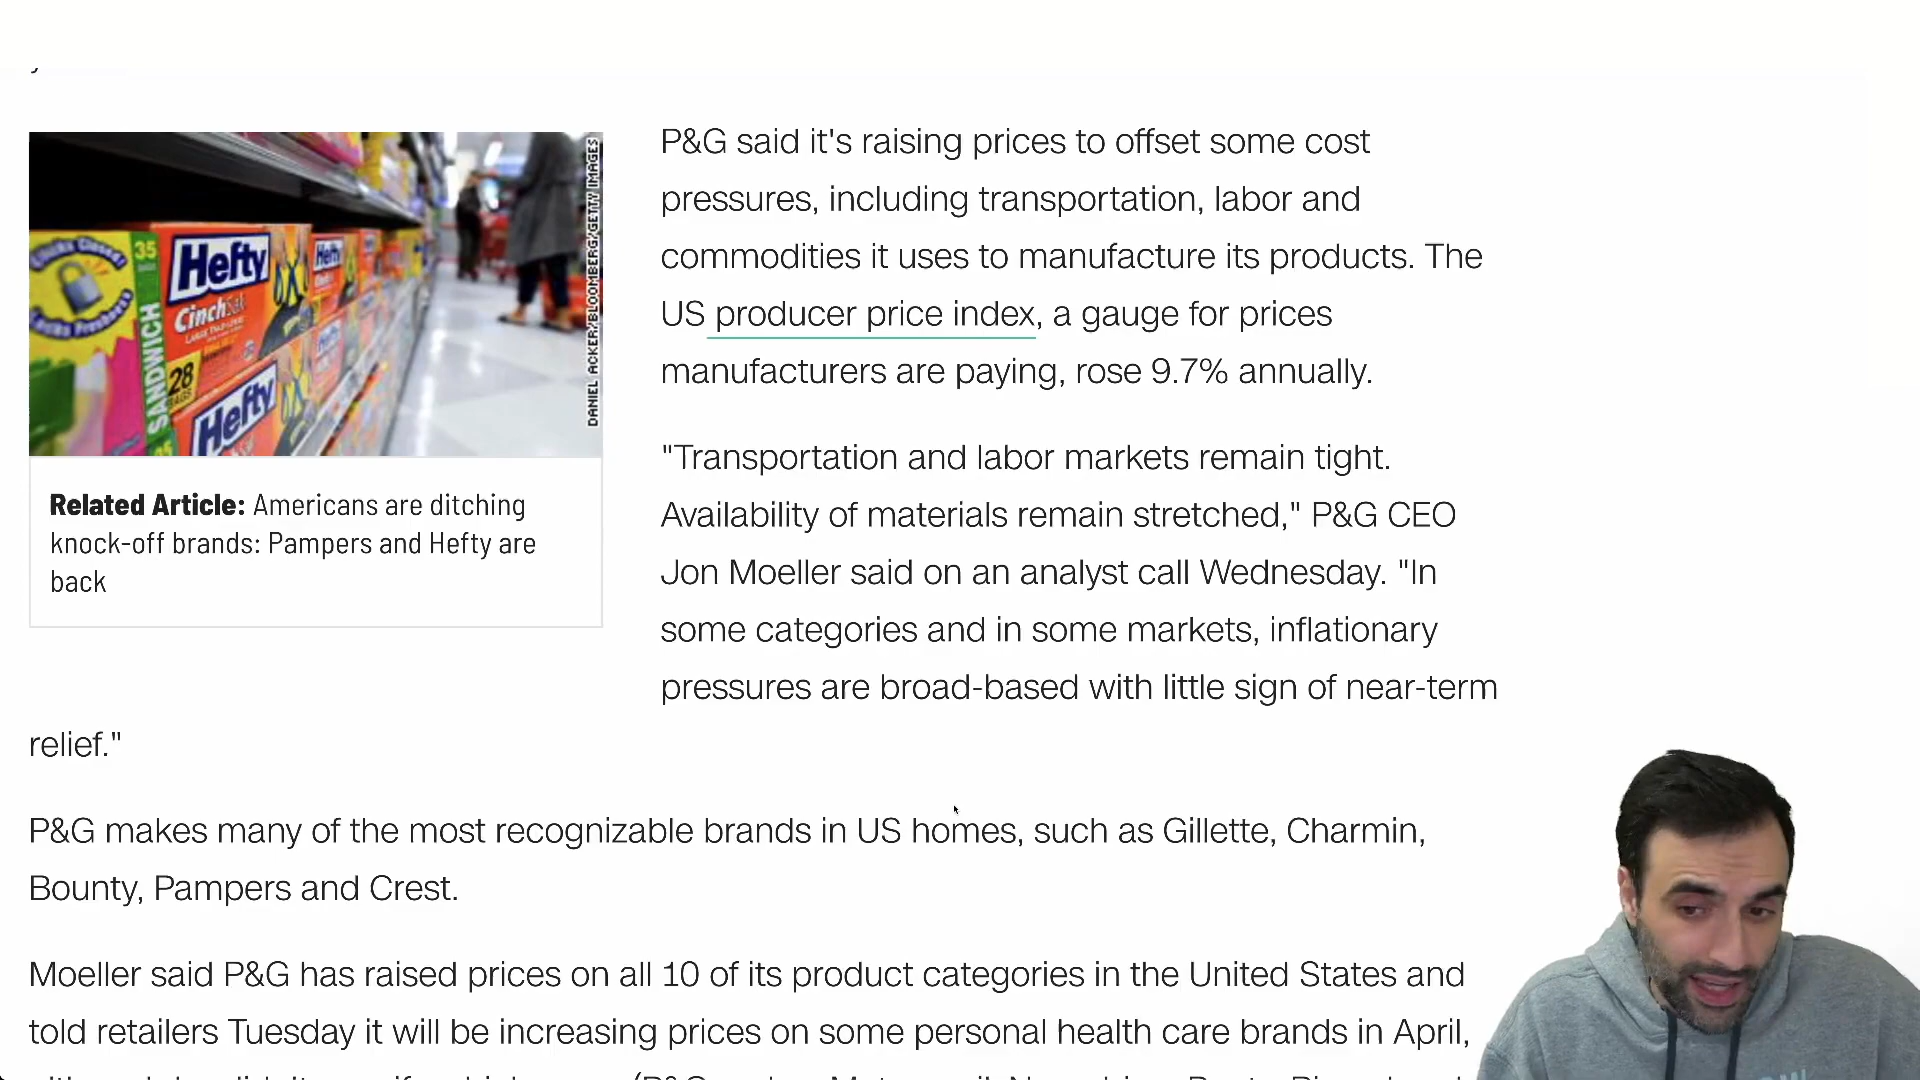 P&G said it's raising prices to offset some cost
pressures, including transportation, labor and
commodities it uses to manufacture its products. The
US producer price index, a gauge for prices
manufacturers are paying, rose 9.7% annually.
"Transportation and labor markets remain tight.
Availability of materials remain stretched," P&G CEO
Jon Moeller said on an analyst call Wednesday. "In
some categories and in some markets, inflationary
pressures are broad-based with little sign of near-term
relief."
35
SANDWICH
Hefty
CinchSak
28
BAGS
Hefty
Hefty
DANIEL ACKER/BLOOMBERG/GETTY IMAGES
Related Article: Americans are ditching
knock-off brands: Pampers and Hefty are
back
P&G makes many of the most recognizable brands in US homes, such as Gillette, Charmin,
Bounty, Pampers and Crest.
Moeller said P&G has raised prices on all 10 of its product categories in the United States and
told retailers Tuesday it will be increasing prices on some personal health care brands in April,